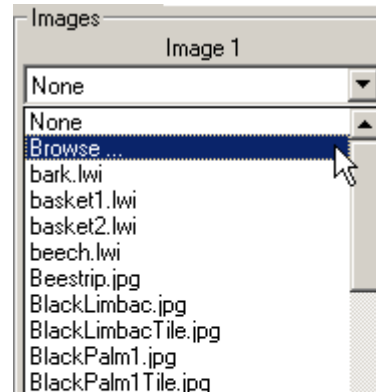 Images
Image 1
None
None
Browse ...
bark.lwi
basket1.lwi
basket2.lwi
beech.lwi
Beestrip.jpg
BlackLimbac.jpg
BlackLimbacTile.jpg
BlackPalm1.jpg
BlackPalm1Tile.jpg